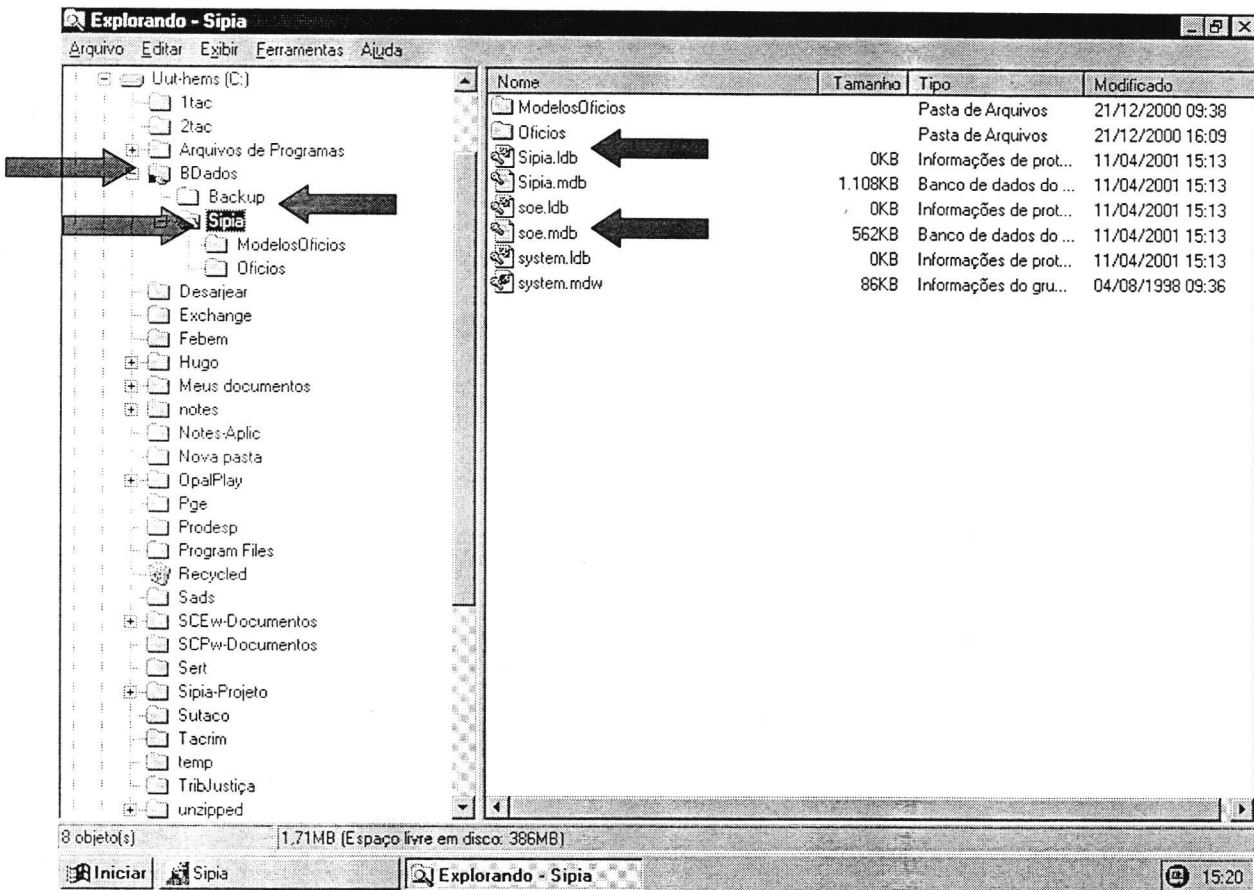 Explorando - Sipia
Arquivo Editar Exibir Ferramentas Ajuda
Uut-hems (C:)
1tac
2tac
Arquivos de Programas
BDados
Backup
Sipia
ModelosOficios
Oficios
Desarjear
Exchange
Febem
Hugo
Meus documentos
notes
Notes-Aplic
Nova pasta
OpalPlay
Pge
Prodesp
Program Files
Recycled
Sads
SCEw-Documentos
SCPw-Documentos
Sert
Sipia-Projeto
Sutaco
Tacrim
temp
TribJustiça
unzipped
Nome Tamanho Tipo Modificado
ModelosOficios Pasta de Arquivos 21/12/2000 09:38
Oficios Pasta de Arquivos 21/12/2000 16:09
Sipia.ldb 0KB Informações de prot... 11/04/2001 15:13
Sipia.mdb 1.108KB Banco de dados do ... 11/04/2001 15:13
soe.ldb 0KB Informações de prot... 11/04/2001 15:13
soe.mdb 562KB Banco de dados do ... 11/04/2001 15:13
system.ldb 0KB Informações de prot... 11/04/2001 15:13
system.mdw 86KB Informações do gru... 04/08/1998 09:36
8 objeto(s) 1,71MB (Espaço livre em disco: 386MB)
Iniciar Sipia Explorando - Sipia 15:20